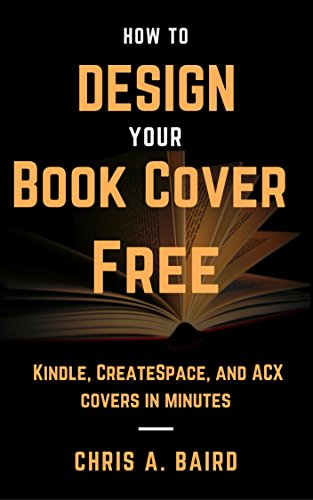 HOW TO
DESIGN
YOUR
BOOK COVER
FREE
KINDLE, CREATESPACE, AND ACX
COVERS IN MINUTES
CHRIS A. BAIRD